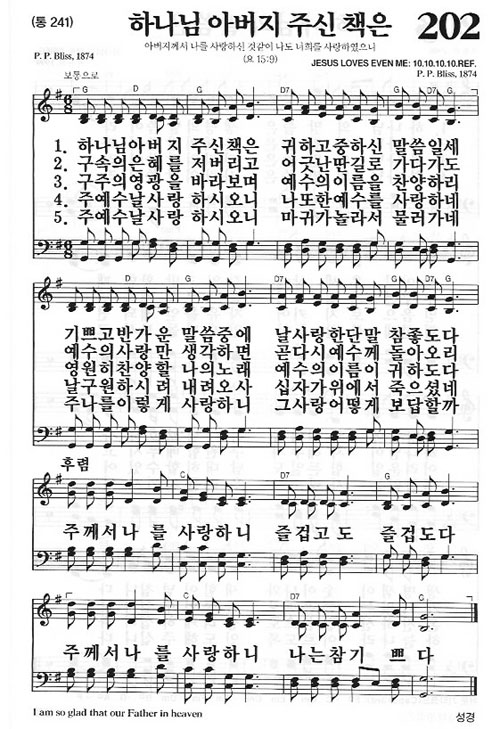 (통 241)
하나님 아버지 주신 책은
202
아버지께서 나를 사랑하신 것같이 나도 너희를 사랑하였으니
(요 15:9)
P. P. Bliss, 1874
JESUS LOVES EVEN ME: 10.10.10.10.REF.
P. P. Bliss, 1874
보통으로
G D G D7 G
1. 하나님아버지 주신책은 귀하고중하신 말씀일세
2. 구속의은혜를 저버리고 어긋난딴길로 가다가도
3. 구주의영광을 바라보며 예수의이름을 찬양하리
4. 주예수날사랑 하시오니 나또한예수를 사랑하네
5. 주예수날사랑 하시오니 마귀가놀라서 물러가네
G D G C D7 G
기쁘고반가운 말씀중에 날사랑한단말 참좋도다
예수의사랑만 생각하면 곧다시예수께 돌아오리
영원히찬양할 나의노래 예수의이름이 귀하도다
날구원하시려 내려오사 십자가위에서 죽으셨네
주나를이렇게 사랑하니 그사랑어떻게 보답할까
후렴
G C D7 G
주께서나를사랑하니 즐겁고도 즐겁도다
G C G D7 G
주께서나를사랑하니 나는참기쁘다
I am so glad that our Father in heaven
성경